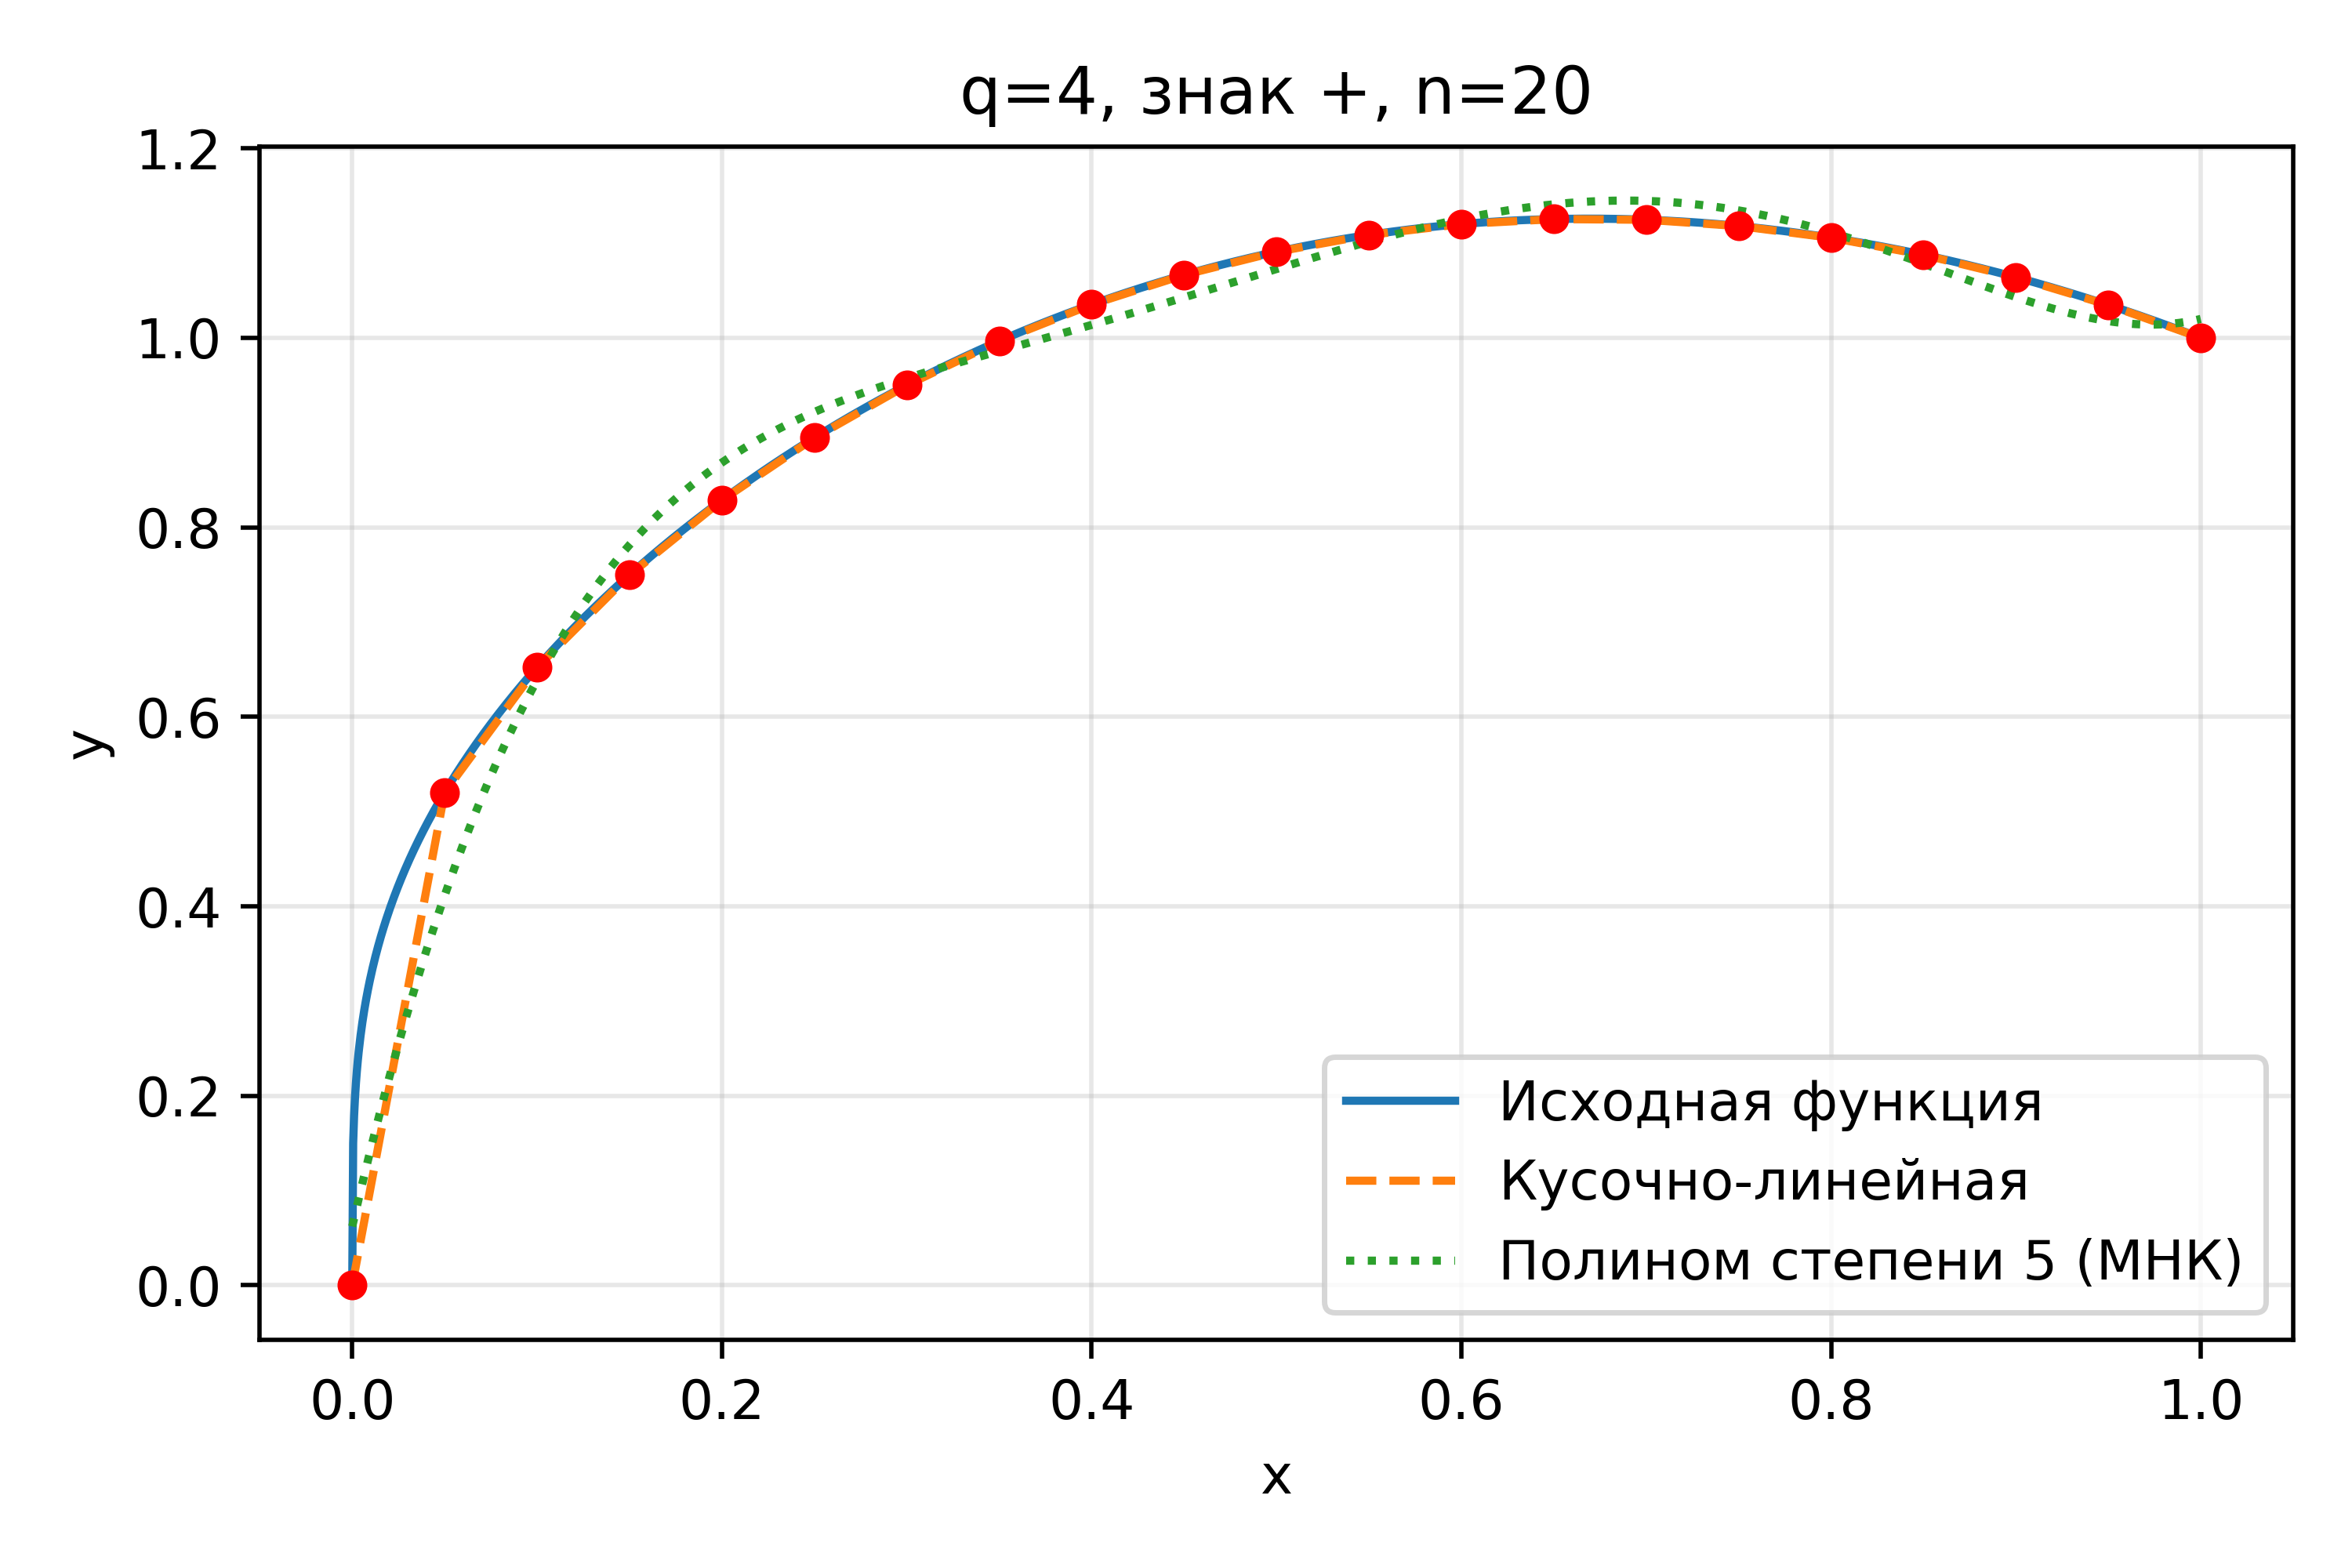 q=4, знак +, n=20
1.2
1.0
0.8
0.6
0.4
0.2
0.0
y
Исходная функция
Кусочно-линейная
Полином степени 5 (МНК)
0.0 0.2 0.4 0.6 0.8 1.0
x